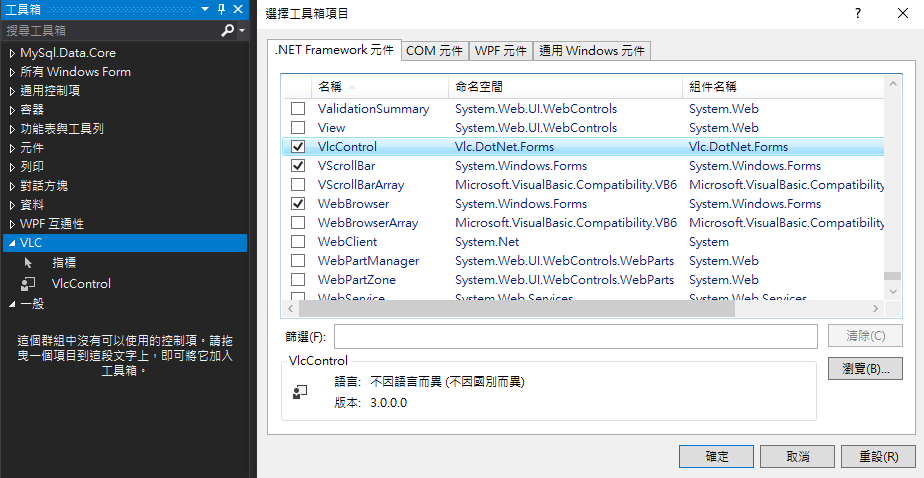 工具箱
搜尋工具箱
MySql.Data.Core
所有 Windows Form
通用控制項
容器
功能表與工具列
元件
列印
對話方塊
資料
WPF 互通性
VLC
指標
VlcControl
一般
這個群組中沒有可以使用的控制項。請拖
曳一個項目到這段文字上，即可將它加入
工具箱。
選擇工具箱項目
.NET Framework 元件 COM 元件 WPF 元件 通用 Windows 元件
名稱 命名空間 組件名稱
ValidationSummary System.Web.UI.WebControls System.Web
View System.Web.UI.WebControls System.Web
VlcControl Vlc.DotNet.Forms Vlc.DotNet.Forms
VScrollBar System.Windows.Forms System.Windows.Forms
VScrollBarArray Microsoft.VisualBasic.Compatibility.VB6 Microsoft.VisualBasic.Compatibility
WebBrowser System.Windows.Forms System.Windows.Forms
WebBrowserArray Microsoft.VisualBasic.Compatibility.VB6 Microsoft.VisualBasic.Compatibility
WebClient System.Net System
WebPartManager System.Web.UI.WebControls.WebParts System.Web
WebPartZone System.Web.UI.WebControls.WebParts System.Web
WebService System.Web.Services System.Web.Services
篩選(F): 清除(C)
VlcControl
瀏覽(B)...
語言: 不因語言而異 (不因國別而異)
版本: 3.0.0.0
確定 取消 重設(R)